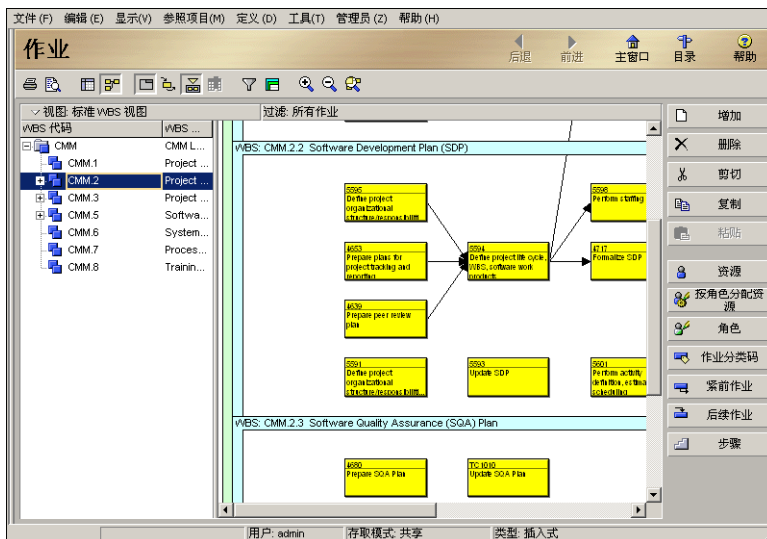 文件(F) 编辑(E) 显示(V) 参照项目(M) 定义(D) 工具(T) 管理员(Z) 帮助(H)
作业
后退 前进 主窗口 目录 帮助
视图: 标准 WBS 视图 过滤: 所有作业
WBS 代码 WBS ...
CMM CMM L...
CMM.1 Project ...
CMM.2 Project ...
CMM.3 Project ...
CMM.5 Softwa...
CMM.6 System...
CMM.7 Proces...
CMM.8 Trainin...
WBS: CMM.2.2 Software Development Plan (SDP)
5595
Define project
organizational
structure/responsibiliti...
5598
Perform staffing
4653
Prepare plans for
project tracking and
reporting
5594
Define project life cycle,
WBS, software work
products
4717
Formalize SDP
4639
Prepare peer review
plan
5591
Define project
organizational
structure/responsibiliti...
5593
Update SDP
5601
Perform activity
definition, estima
scheduling
WBS: CMM.2.3 Software Quality Assurance (SQA) Plan
4680
Prepare SQA Plan
TC1010
Update SQA Plan
增加
删除
剪切
复制
粘贴
资源
按角色分配资
源
角色
作业分类码
紧前作业
后续作业
步骤
用户: admin 存取模式: 共享 类型: 插入式